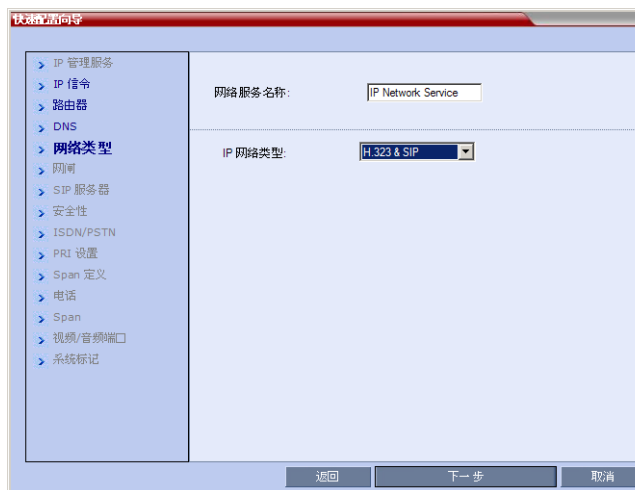 快速配置向导
IP 管理服务
IP 信令
路由器
DNS
网络类型
网闸
SIP 服务器
安全性
ISDN/PSTN
PRI 设置
Span 定义
电话
Span
视频/音频端口
系统标记
网络服务名称:
IP Network Service
IP 网络类型:
H.323 & SIP
返回
下一步
取消